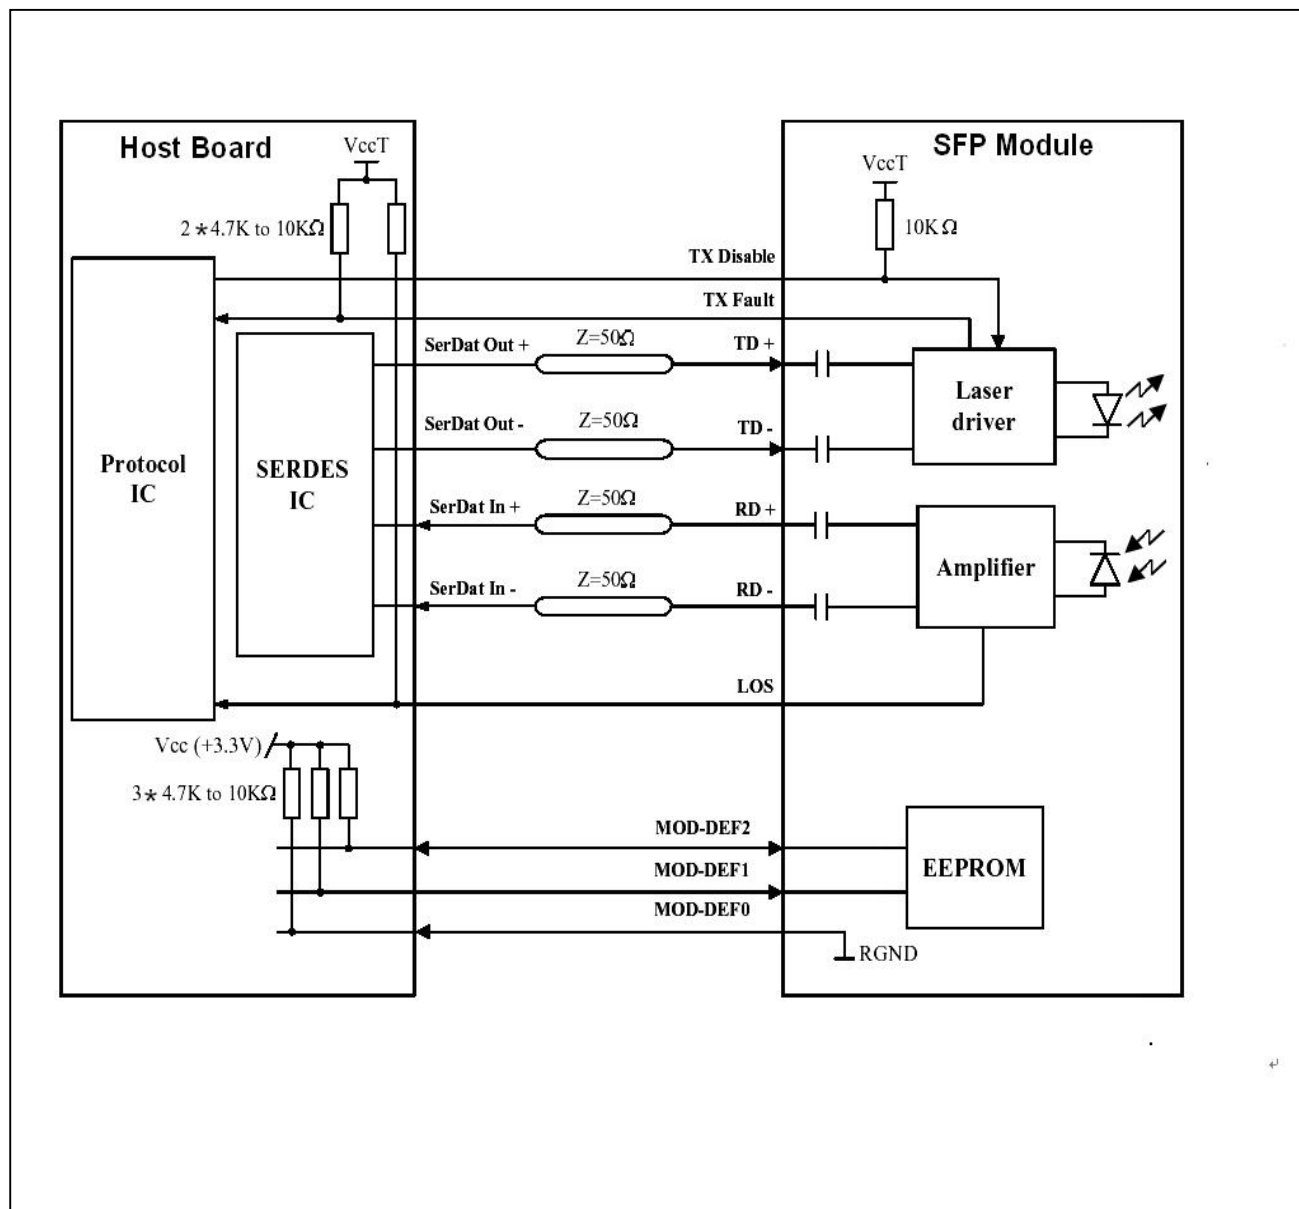 Host Board
SFP Module
VccT
VccT
2*4.7K to 10KΩ
10KΩ
TX Disable
TX Fault
SerDat Out +
Z=50Ω
TD +
Laser
driver
SerDat Out -
Z=50Ω
TD -
Protocol
IC
SERDES
IC
SerDat In +
Z=50Ω
RD +
Amplifier
SerDat In -
Z=50Ω
RD -
LOS
Vcc (+3.3V)
3*4.7K to 10KΩ
MOD-DEF2
MOD-DEF1
EEPROM
MOD-DEF0
RGND